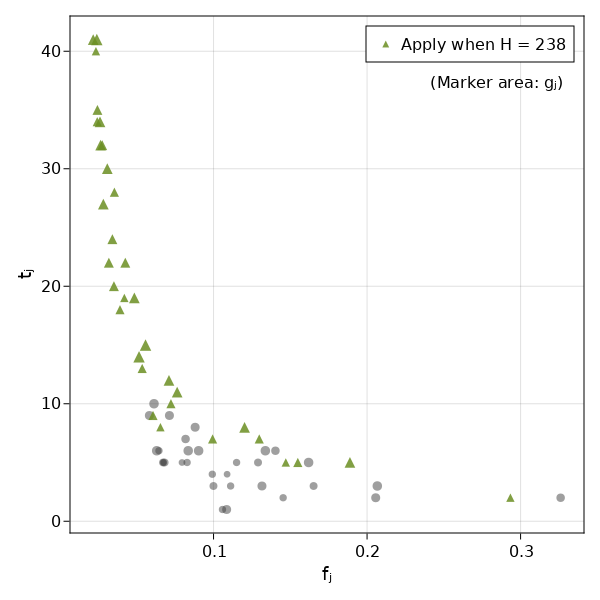 40
30
20
10
0
tⱼ
Apply when H = 238
(Marker area: gⱼ)
0.1
0.2
0.3
fⱼ